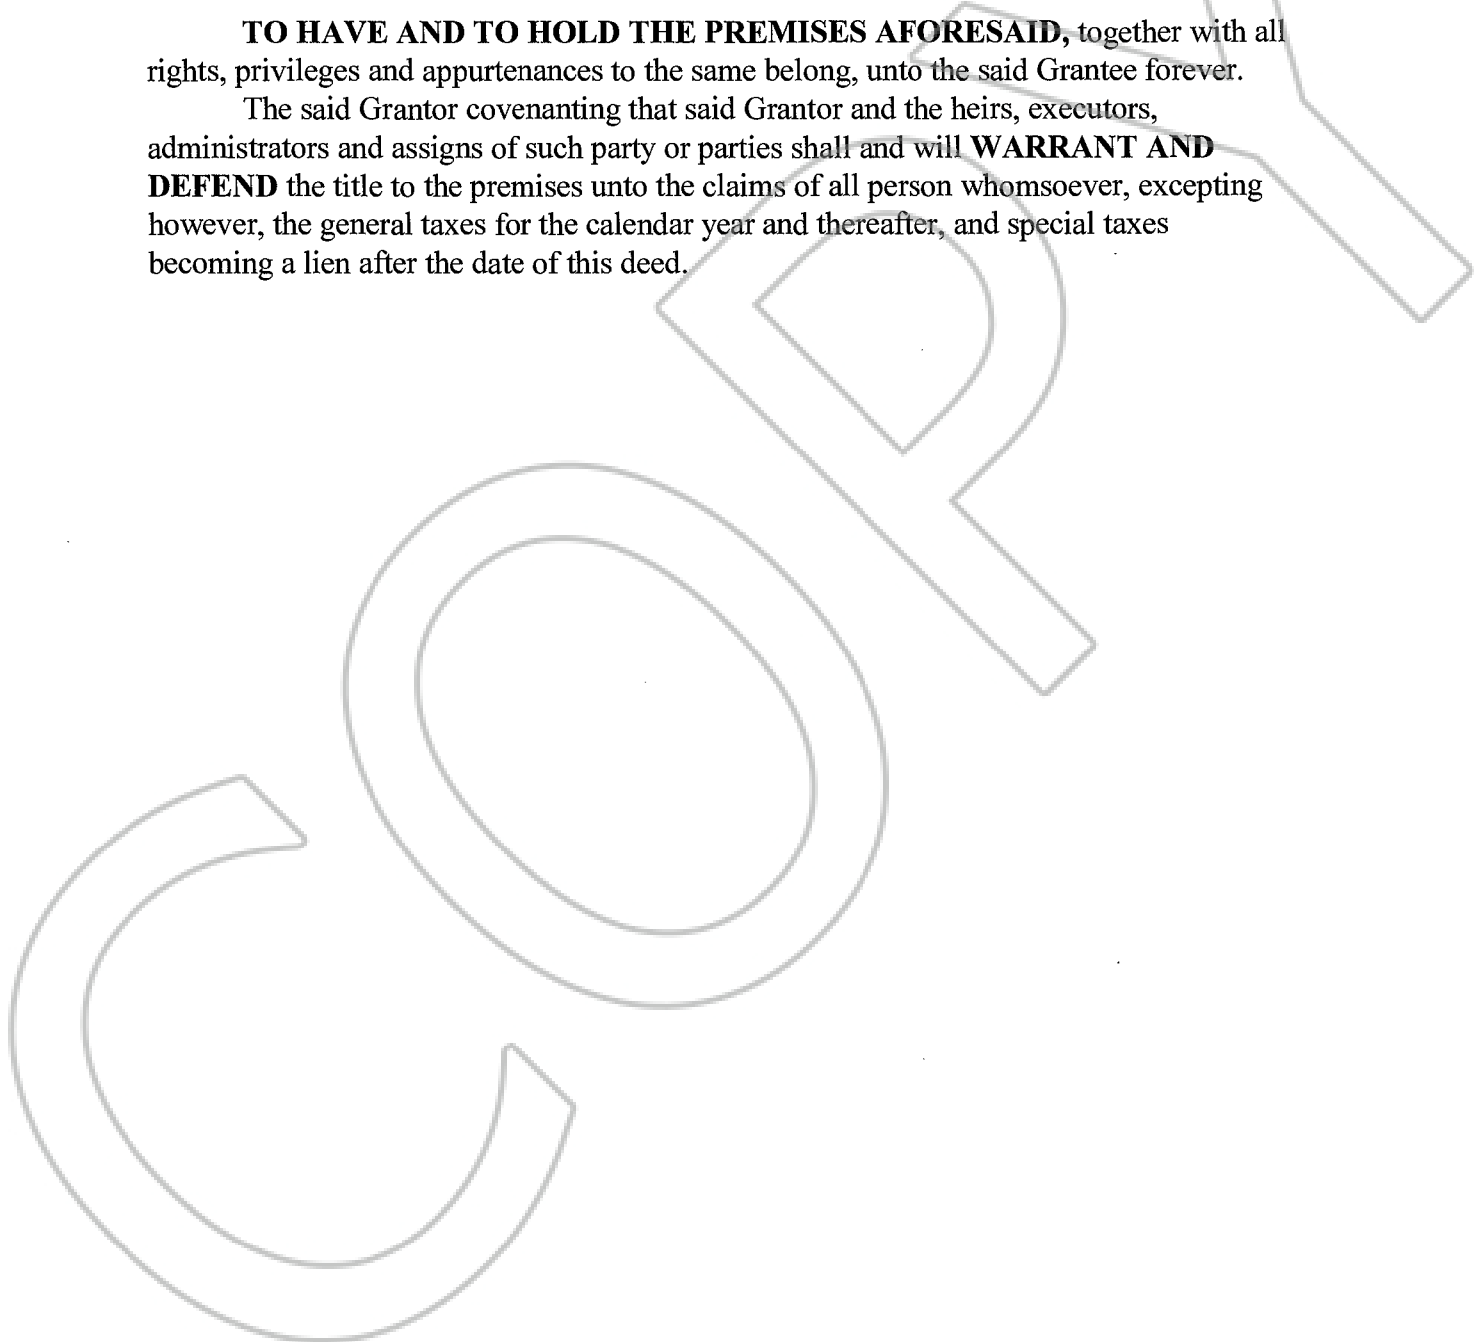 TO HAVE AND TO HOLD THE PREMISES AFORESAID, together with all
rights, privileges and appurtenances to the same belong, unto the said Grantee forever.
The said Grantor covenanting that said Grantor and the heirs, executors,
administrators and assigns of such party or parties shall and will WARRANT AND
DEFEND the title to the premises unto the claims of all person whomsoever, excepting
however, the general taxes for the calendar year and thereafter, and special taxes
becoming a lien after the date of this deed.
COPY